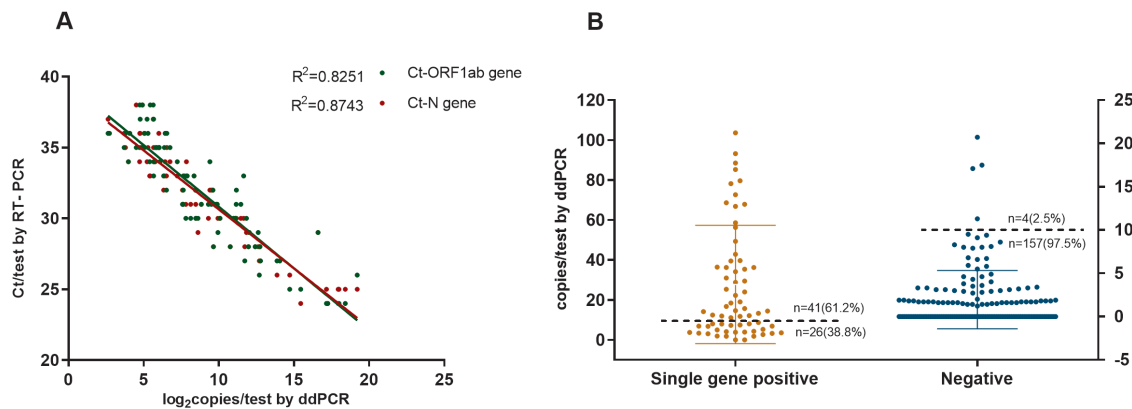 A
R²=0.8251 Ct-ORF1ab gene
R²=0.8743 Ct-N gene
Ct/test by RT- PCR
40
35
30
25
20
0 5 10 15 20 25
log₂copies/test by ddPCR
B
copies/test by ddPCR
120
100
80
60
40
20
0
n=41(61.2%)
n=26(38.8%)
n=4(2.5%)
n=157(97.5%)
25
20
15
10
5
0
-5
Single gene positive Negative